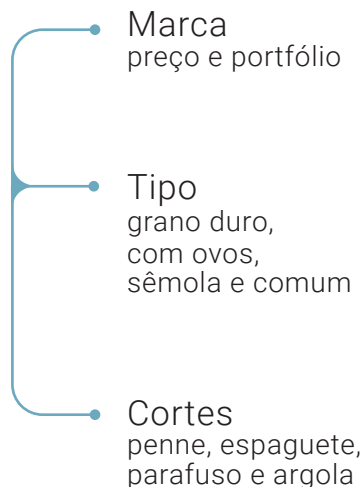 Marca
preço e portfólio
Tipo
grano duro,
com ovos,
sêmola e comum
Cortes
penne, espaguete,
parafuso e argola